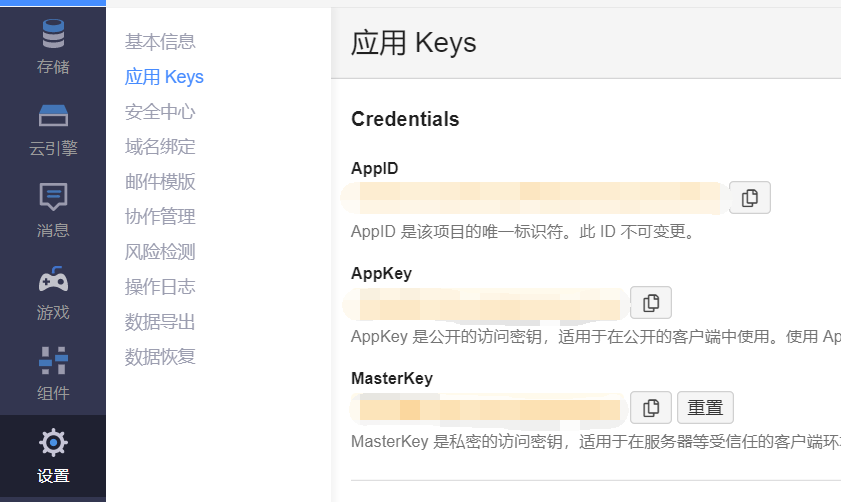 存储
云引擎
消息
游戏
组件
设置
基本信息
应用 Keys
安全中心
域名绑定
邮件模版
协作管理
风险检测
操作日志
数据导出
数据恢复
应用 Keys
Credentials
AppID
AppID 是该项目的唯一标识符。此 ID 不可变更。
AppKey
AppKey 是公开的访问密钥，适用于在公开的客户端中使用。使用 Ap
MasterKey
重置
MasterKey 是私密的访问密钥，适用于在服务器等受信任的客户端环